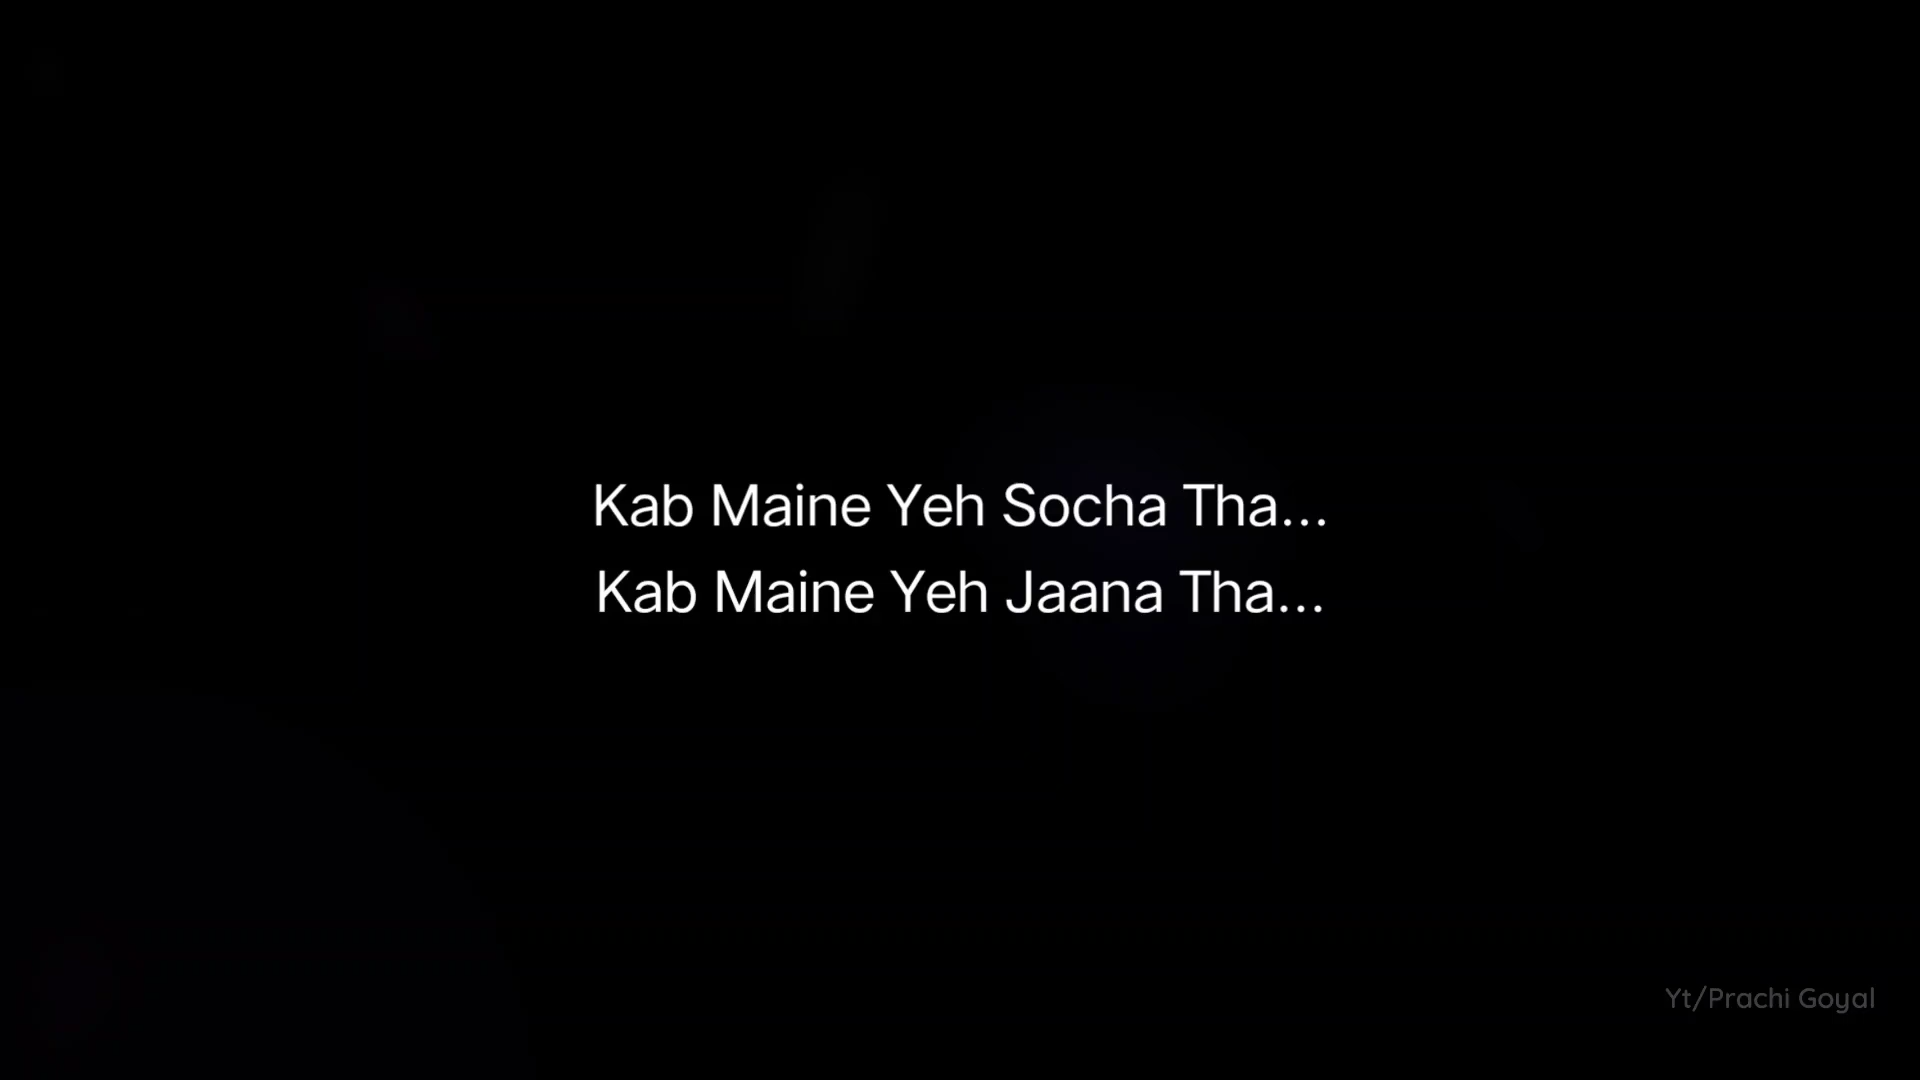 Kab Maine Yeh Socha Tha...
Kab Maine Yeh Jaana Tha...
Yt/Prachi Goyal